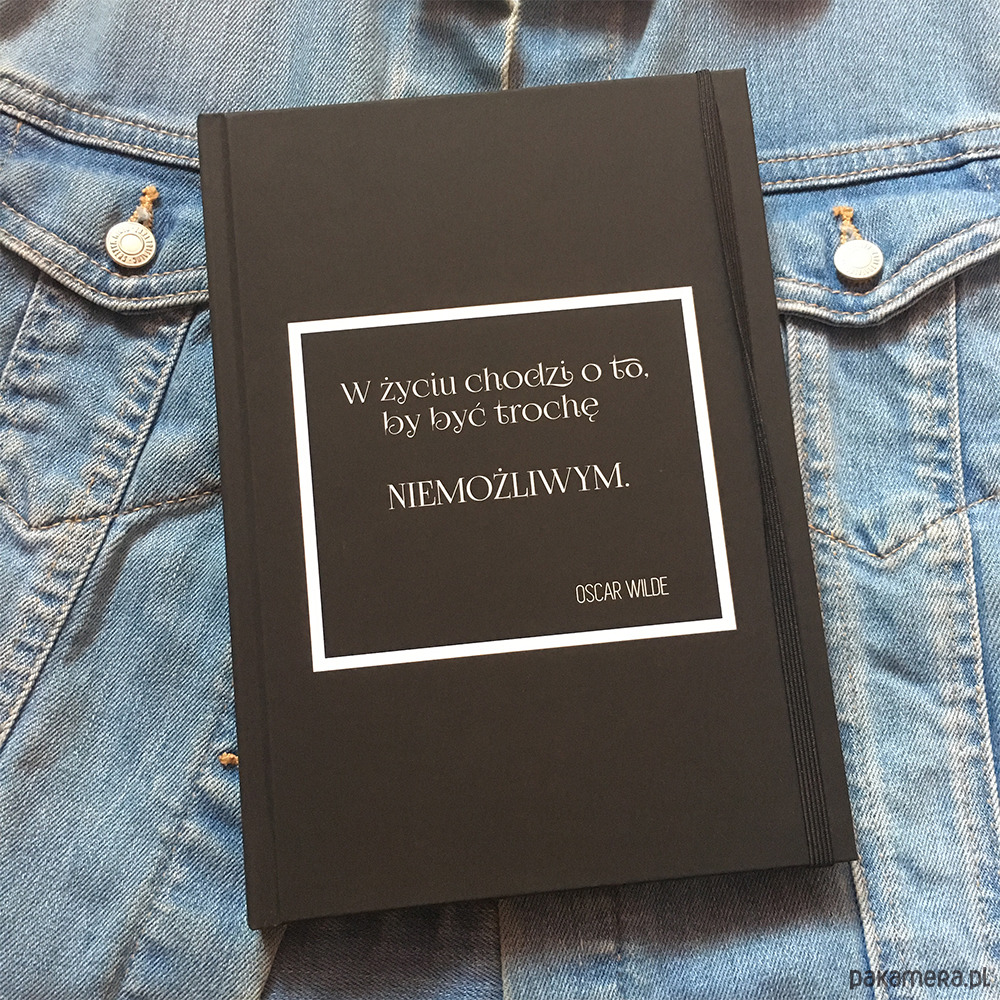 W życiu chodzi o to,
by być trochę
NIEMOŻLIWYM.
OSCAR WILDE
pakamera.pl